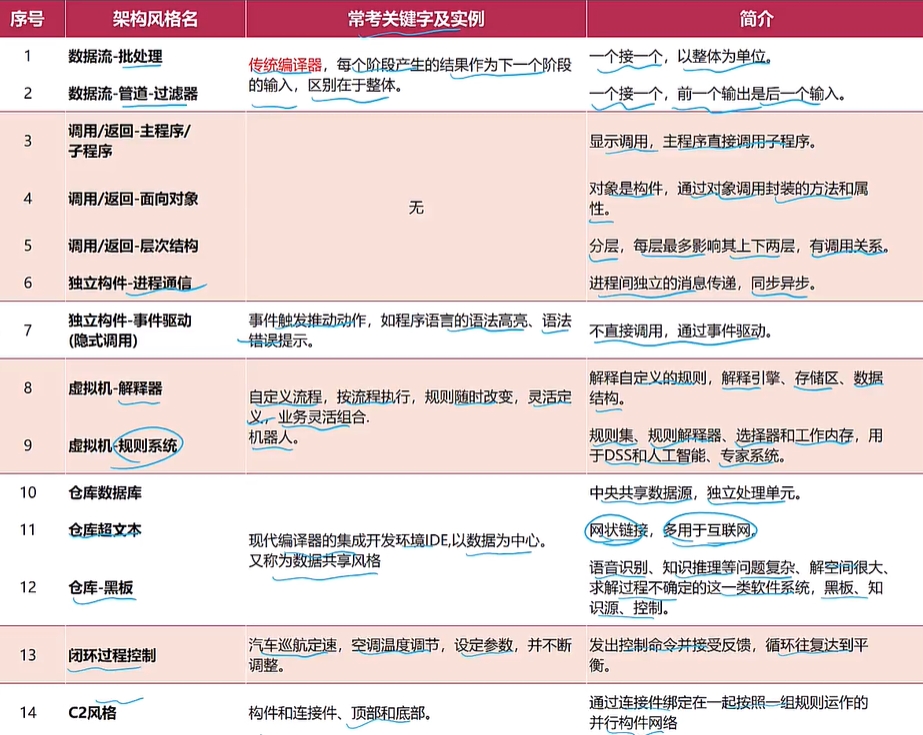 序号 架构风格名 常考关键字及实例 简介
1 数据流-批处理
传统编译器，每个阶段产生的结果作为下一个阶段
的输入，区别在于整体。
一个接一个，以整体为单位。
2 数据流-管道-过滤器
一个接一个，前一个输出是后一个输入。
3 调用/返回-主程序/
子程序
显示调用，主程序直接调用子程序。
4 调用/返回-面向对象
无
对象是构件，通过对象调用封装的方法和属
性。
5 调用/返回-层次结构
分层，每层最多影响其上下两层，有调用关系。
6 独立构件-进程通信
进程间独立的消息传递，同步异步。
7 独立构件-事件驱动
(隐式调用)
事件触发推动动作，如程序语言的语法高亮、语法
错误提示。
不直接调用，通过事件驱动。
8 虚拟机-解释器
自定义流程，按流程执行，规则随时改变，灵活定
义，业务灵活组合.
机器人。
解释自定义的规则，解释引擎、存储区、数据
结构。
9 虚拟机-规则系统
规则集、规则解释器、选择器和工作内存，用
于DSS和人工智能、专家系统。
10 仓库数据库
中央共享数据源，独立处理单元。
11 仓库超文本
现代编译器的集成开发环境IDE,以数据为中心。
又称为数据共享风格
网状链接，多用于互联网。
12 仓库-黑板
语音识别、知识推理等问题复杂、解空间很大、
求解过程不确定的这一类软件系统，黑板、知
识源、控制。
13 闭环过程控制
汽车巡航定速，空调温度调节，设定参数，并不断
调整。
发出控制命令并接受反馈，循环往复达到平
衡。
14 C2风格
构件和连接件、顶部和底部。
通过连接件绑定在一起按照一组规则运作的
并行构件网络